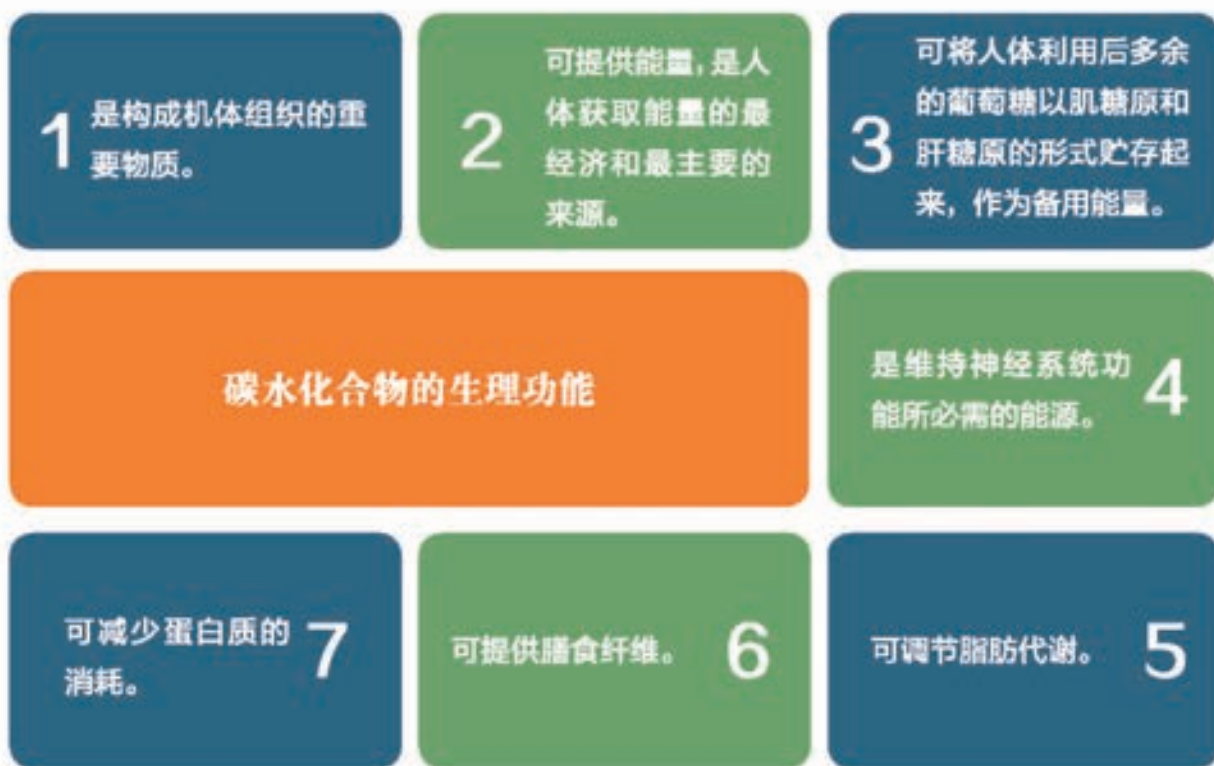 1
是构成机体组织的重
要物质。
2
可提供能量，是人
体获取能量的最
经济和最主要的
来源。
3
可将人体利用后多余
的葡萄糖以肌糖原和
肝糖原的形式贮存起
来，作为备用能量。
碳水化合物的生理功能
是维持神经系统功
能所必需的能源。
4
可调节脂肪代谢。
5
可提供膳食纤维。
6
可减少蛋白质的
消耗。
7